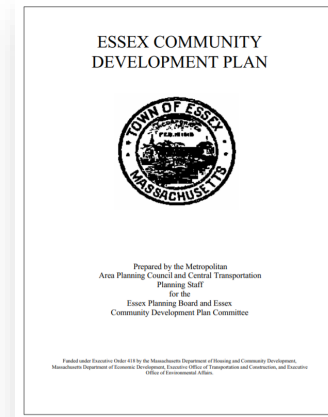 ESSEX COMMUNITY
DEVELOPMENT PLAN
TOWN OF ESSEX
MASSACHUSETTS
Prepared by the Metropolitan
Area Planning Council and Central Transportation
Planning Staff
for the
Essex Planning Board and Essex
Community Development Plan Committee
Funded under Executive Order 418 by the Massachusetts Department of Housing and Community Development,
Massachusetts Department of Economic Development, Executive Office of Transportation and Construction, and Executive
Office of Environmental Affairs.